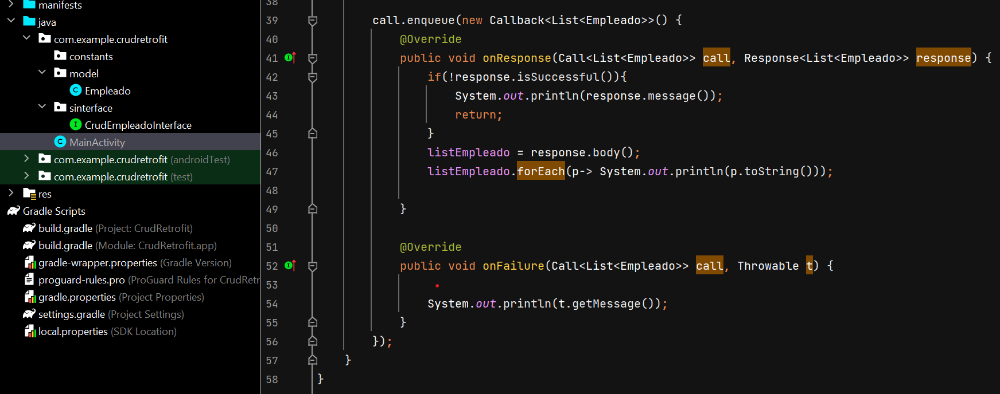 manifests
java
com.example.crudretrofit
constants
model
Empleado
sinterface
CrudEmpleadoInterface
MainActivity
com.example.crudretrofit (androidTest)
com.example.crudretrofit (test)
res
Gradle Scripts
build.gradle (Project: CrudRetrofit)
build.gradle (Module: CrudRetrofit.app)
gradle-wrapper.properties (Gradle Version)
proguard-rules.pro (ProGuard Rules for CrudRetr
gradle.properties (Project Properties)
settings.gradle (Project Settings)
local.properties (SDK Location)
38
39 call.enqueue(new Callback<List<Empleado>>() {
40 @Override
41 public void onResponse(Call<List<Empleado>> call, Response<List<Empleado>> response) {
42 if(!response.isSuccessful()){
43 System.out.println(response.message());
44 return;
45 }
46 listEmpleado = response.body();
47 listEmpleado.forEach(p-> System.out.println(p.toString()));
48
49 }
50
51 @Override
52 public void onFailure(Call<List<Empleado>> call, Throwable t) {
53
54 System.out.println(t.getMessage());
55 }
56 });
57 }
58 }